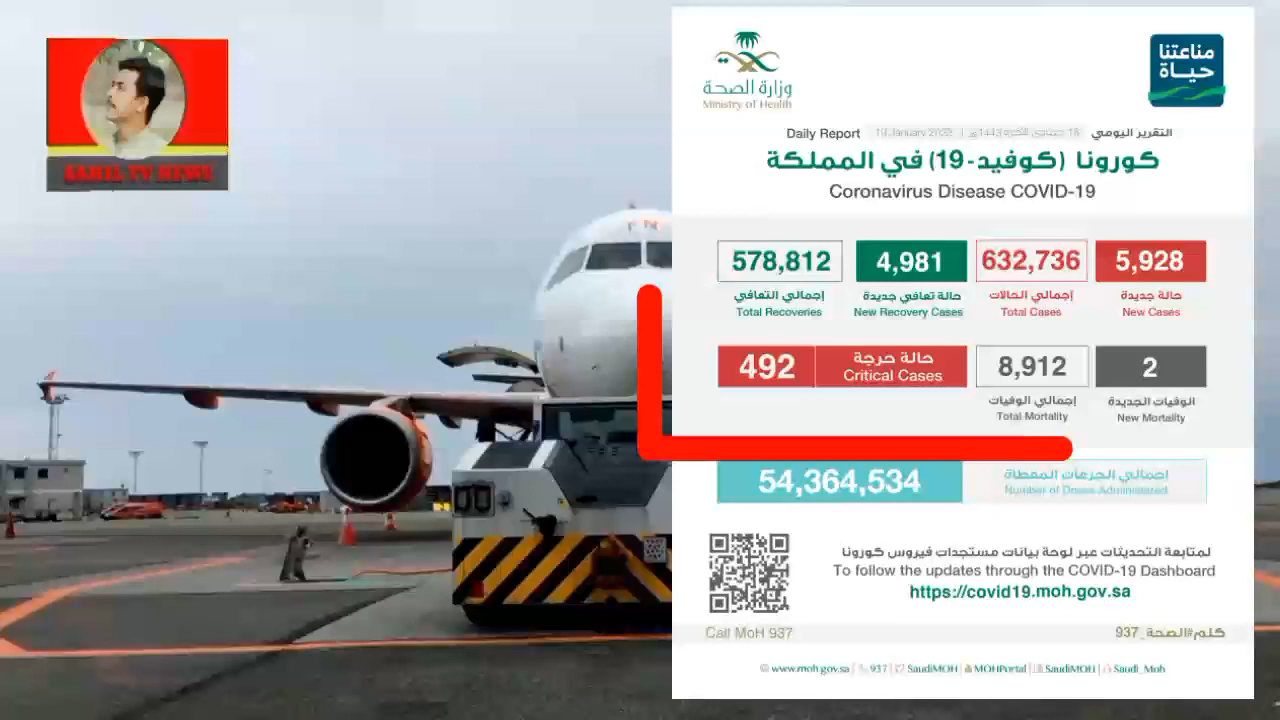 SAHIL TV NEWS
وزارة الصحة
Ministry of Health
مناعتنا
حياة
Daily Report
19 January 2022
التقرير اليومي
كورونا (كوفيد-19) في المملكة
Coronavirus Disease COVID-19
578,812
4,981
632,736
5,928
إجمالي التعافي
حالة تعافي جديدة
إجمالي الحالات
حالة جديدة
Total Recoveries
New Recovery Cases
Total Cases
New Cases
492
حالة حرجة
Critical Cases
8,912
2
إجمالي الوفيات
الوفيات الجديدة
Total Mortality
New Mortality
54,364,534
إجمالي الجرعات المعطاة
Number of Doses Administered
لمتابعة التحديثات عبر لوحة بيانات مستجدات فيروس كورونا
To follow the updates through the COVID-19 Dashboard
https://covid19.moh.gov.sa
Call MoH 937
كلم#الصحة_937
www.moh.gov.sa | 937 | SaudiMOH | MOHPortal | SaudiMOH | Saudi_Moh